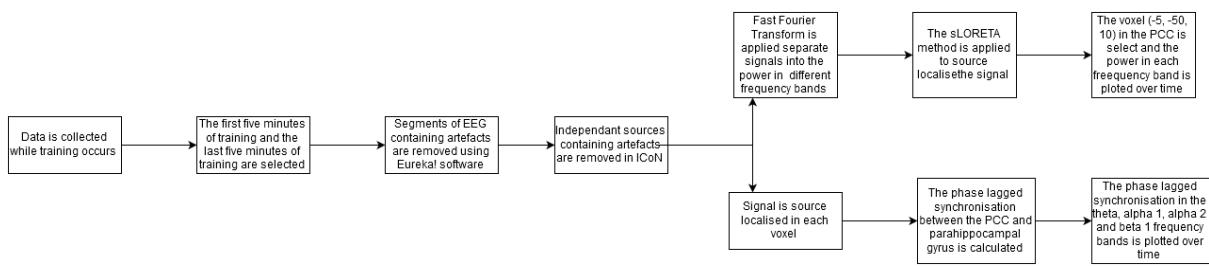 Data is collected
while training occurs
The first five minutes
of training and the
last five minutes of
training are selected
Segments of EEG
containing artefacts
are removed using
Eureka! software
Independant sources
containing artefacts
are removed in ICoN
Fast Fourier
Transform is
applied separate
signals into the
power in different
frequency bands
The sLORETA
method is applied
to source
localisethe signal
The voxel (-5, -50,
10) in the PCC is
select and the
power in each
freequency band is
ploted over time
Signal is source
localised in each
voxel
The phase lagged
synchronisation
between the PCC and
parahippocampal
gyrus is calculated
The phase lagged
synchronisation in the
theta, alpha 1, alpha 2
and beta 1 frequency
bands is plotted over
time